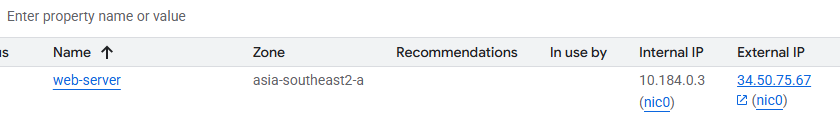 Enter property name or value
Name ↑ Zone Recommendations In use by Internal IP External IP
web-server asia-southeast2-a 10.184.0.3 34.50.75.67
(nic0) (nic0)